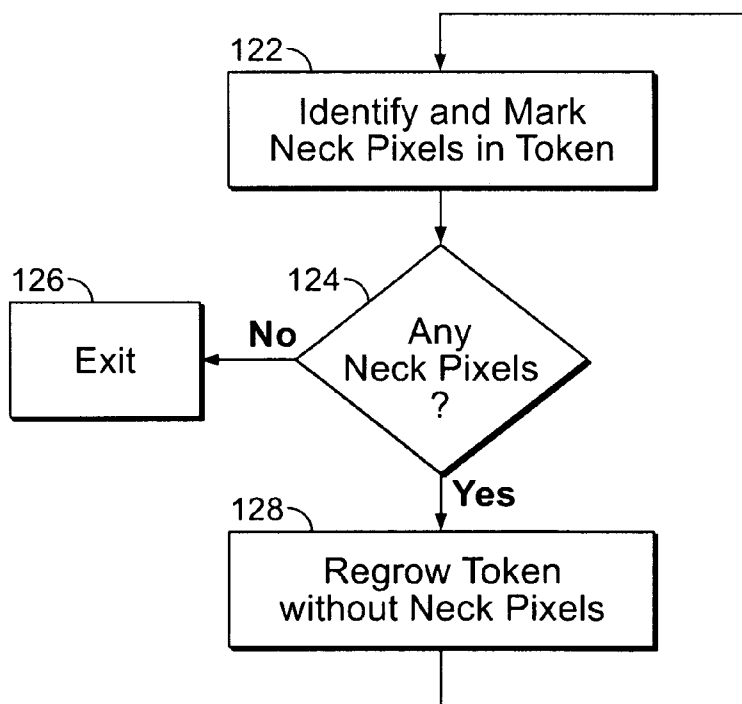 122
Identify and Mark
Neck Pixels in Token
124
126
Any
Neck Pixels
?
No
Exit
Yes
128
Regrow Token
without Neck Pixels